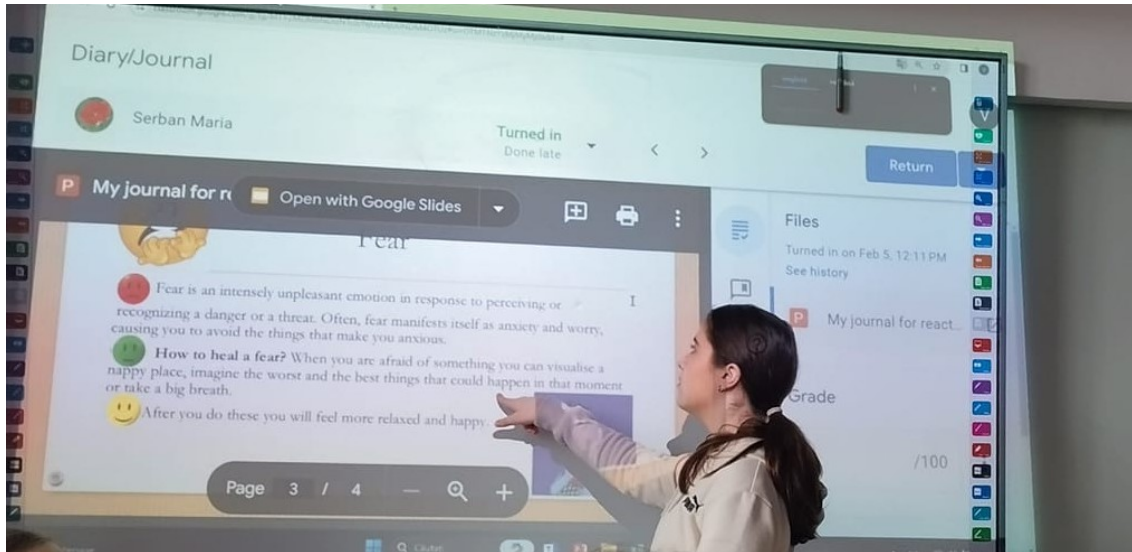 Diary/Journal
Serban Maria
Turned in
Done late
Return
P My journal for re
Open with Google Slides
Files
Turned in on Feb 5, 12:11 PM
See history
P My journal for react...
Fear
Fear is an intensely unpleasant emotion in response to perceiving or
recognizing a danger or a threat. Often, fear manifests itself as anxiety and worry,
causing you to avoid the things that make you anxious.
How to heal a fear? When you are afraid of something you can visualise a
happy place, imagine the worst and the best things that could happen in that moment
or take a big breath.
After you do these you will feel more relaxed and happy.
Grade
/100
Page 3 / 4
V